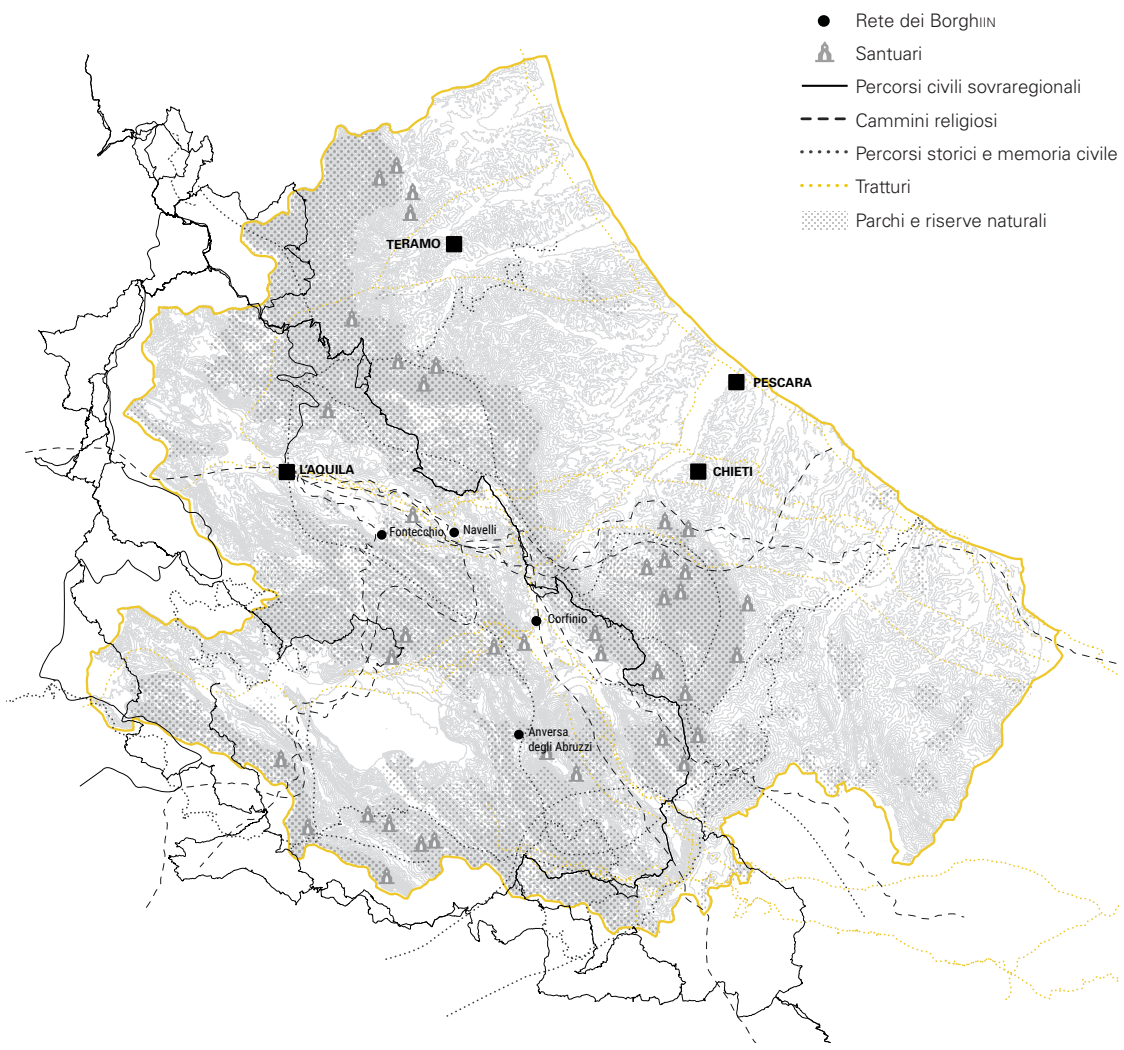 Rete dei BorghiIN
Santuari
Percorsi civili sovraregionali
Cammini religiosi
Percorsi storici e memoria civile
Tratturi
Parchi e riserve naturali
TERAMO
PESCARA
L'AQUILA
CHIETI
Fontecchio
Navelli
Corfinio
Anversa
degli Abruzzi